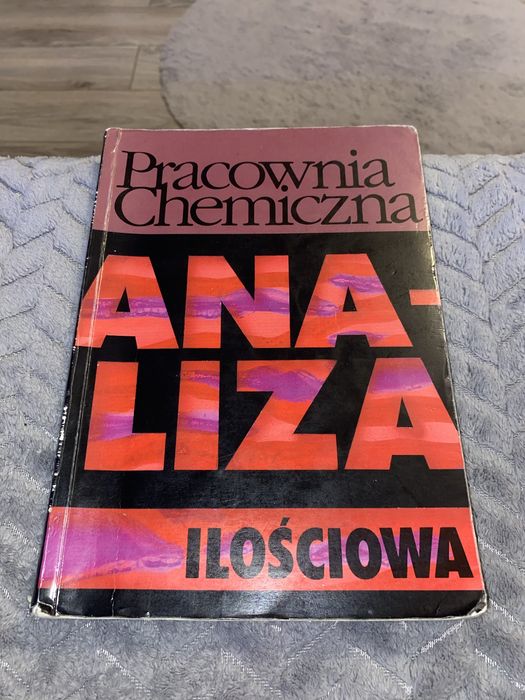 Pracownia
Chemiczna
ANA-
LIZA
ILOŚCIOWA